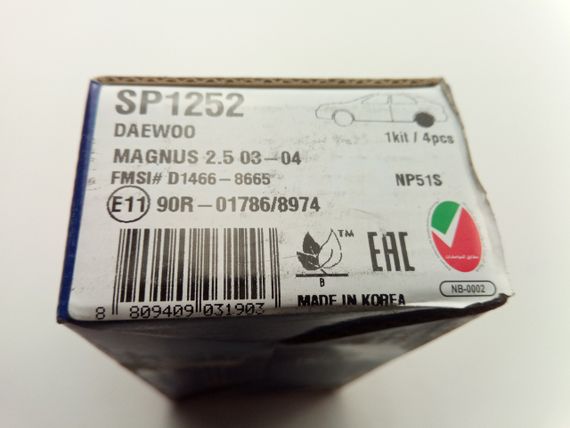 SP1252
DAEWOO
1kit / 4pcs
MAGNUS 2.5 03-04
FMSI# D1466-8665
NP51S
E11 90R-01786/8974
TM
EAC
B
NB-0002
MADE IN KOREA
8 809409 031903